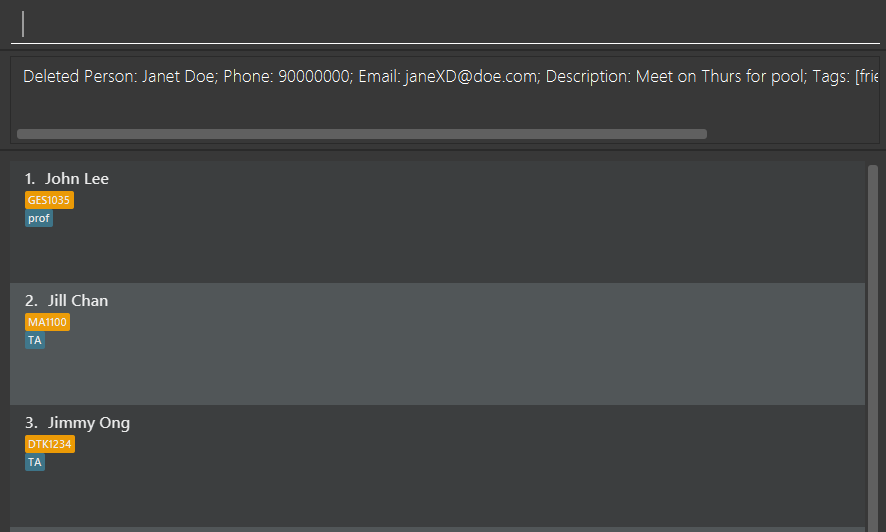 Deleted Person: Janet Doe; Phone: 90000000; Email: janeXD@doe.com; Description: Meet on Thurs for pool; Tags: [frie
1. John Lee
GES1035
prof
2. Jill Chan
MA1100
TA
3. Jimmy Ong
DTK1234
TA